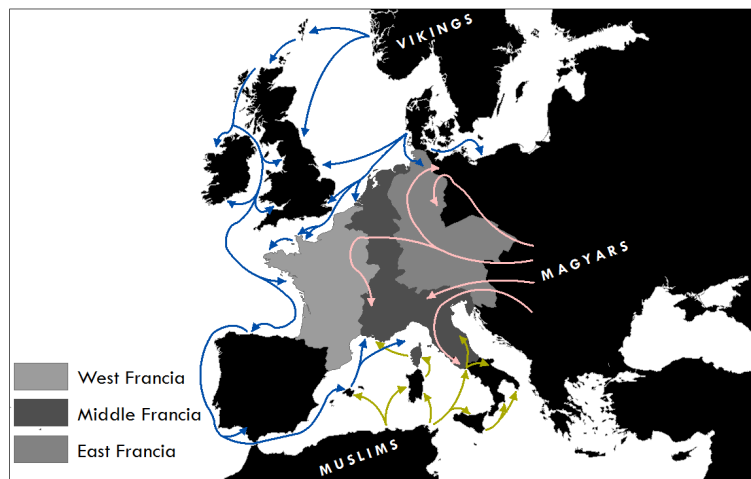 VIKINGS
MAGYARS
West Francia
Middle Francia
East Francia
MUSLIMS